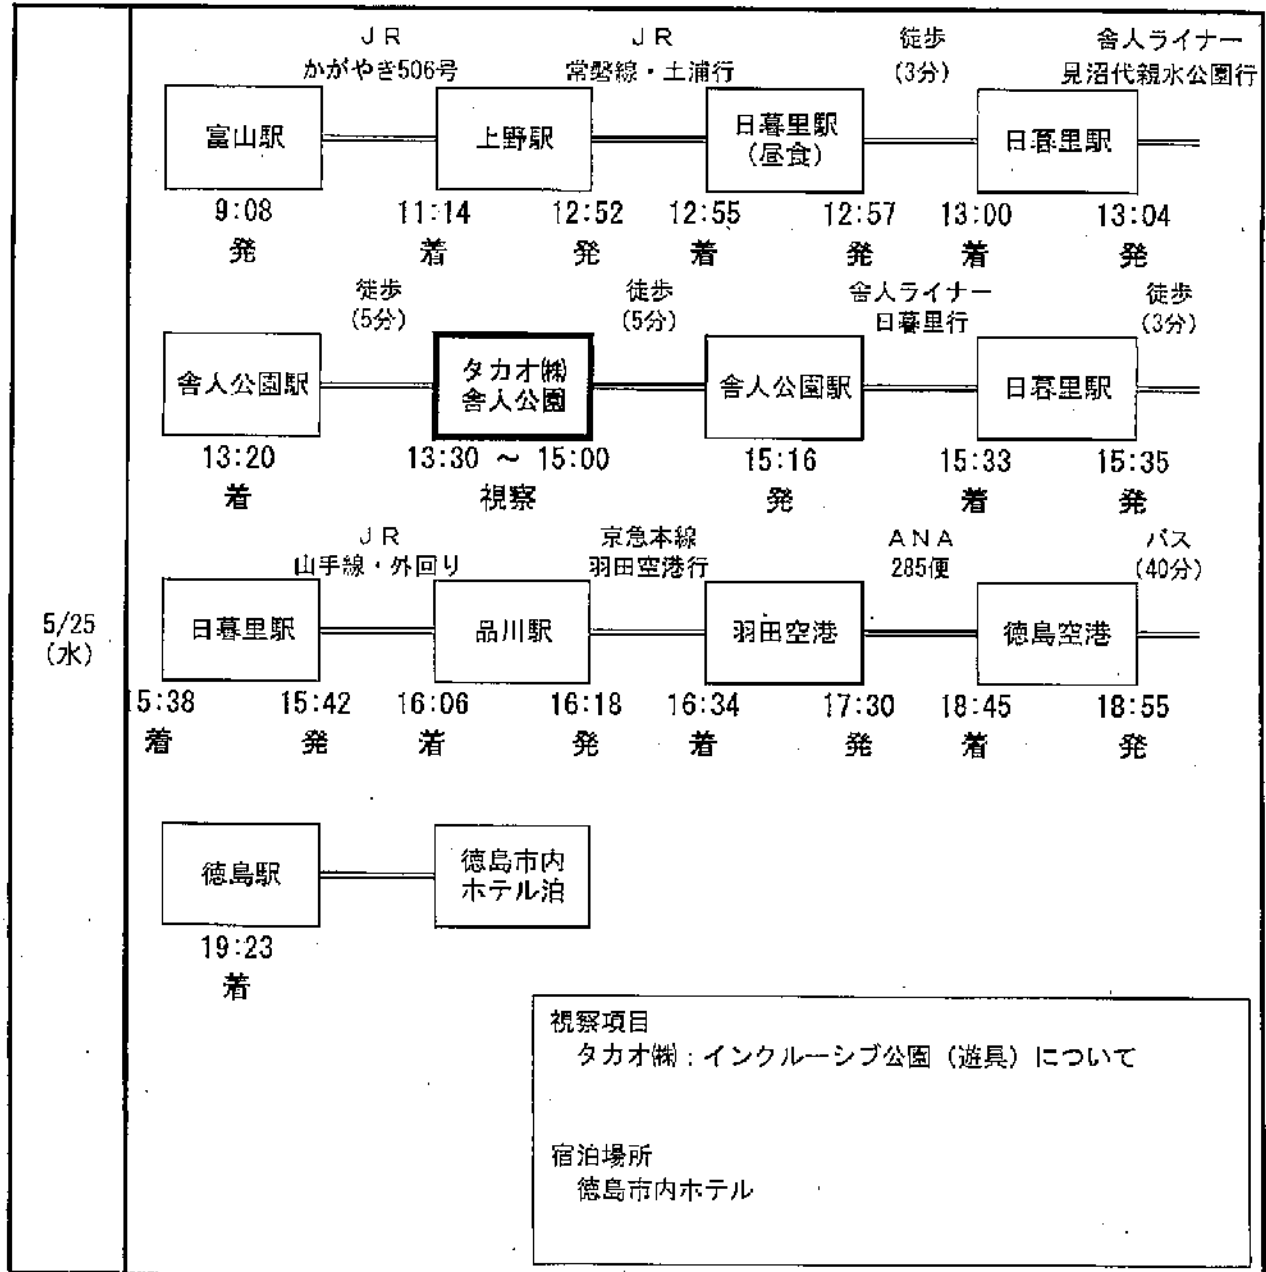 JR
かがやき506号
JR
常磐線・土浦行
徒歩
(3分)
舎人ライナー
見沼代親水公園行
富山駅
上野駅
日暮里駅
(昼食)
日暮里駅
9:08
11:14
12:52
12:55
12:57
13:00
13:04
発
着
発
着
発
着
発
徒歩
(5分)
徒歩
(5分)
舎人ライナー
日暮里行
徒歩
(3分)
舎人公園駅
タカオ㈱
舎人公園
舎人公園駅
日暮里駅
13:20
13:30 ～ 15:00
15:16
15:33
15:35
着
視察
発
着
発
JR
山手線・外回り
京急本線
羽田空港行
ANA
285便
バス
(40分)
5/25
(水)
日暮里駅
品川駅
羽田空港
徳島空港
15:38
15:42
16:06
16:18
16:34
17:30
18:45
18:55
着
発
着
発
着
発
着
発
徳島駅
徳島市内
ホテル泊
19:23
着
視察項目
タカオ㈱：インクルーシブ公園（遊具）について
宿泊場所
徳島市内ホテル